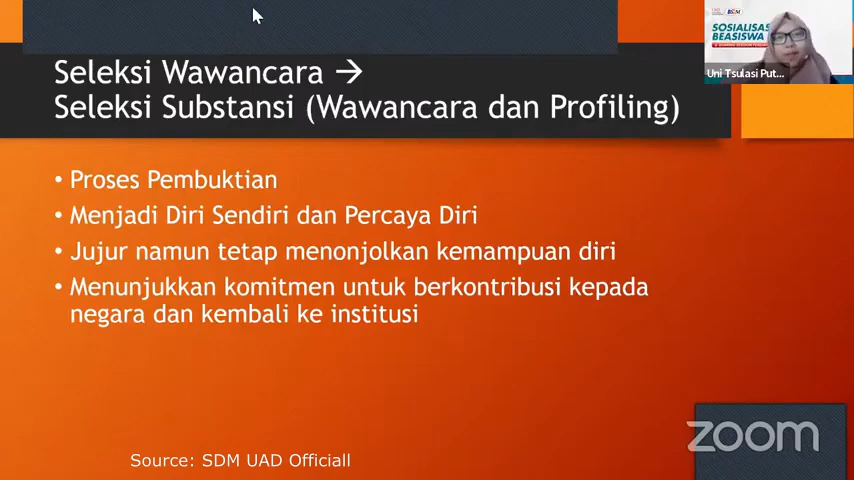 SOSIALISAS
BEASISWA
Uni Tsulasi Put...
Seleksi Wawancara →
Seleksi Substansi (Wawancara dan Profiling)
• Proses Pembuktian
• Menjadi Diri Sendiri dan Percaya Diri
• Jujur namun tetap menonjolkan kemampuan diri
• Menunjukkan komitmen untuk berkontribusi kepada
negara dan kembali ke institusi
zoom
Source: SDM UAD Officiall